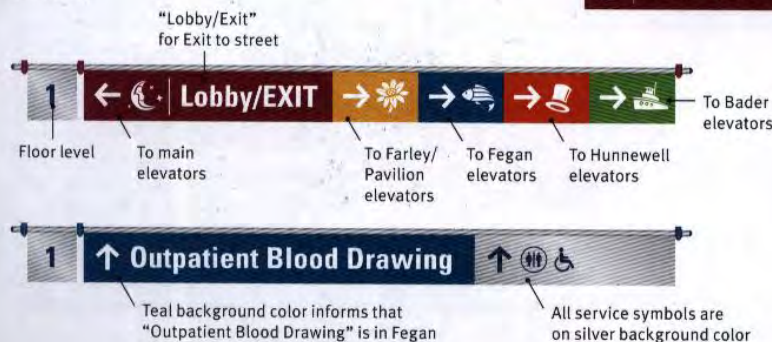 "Lobby/Exit"
for Exit to street
1 ← Lobby/EXIT → → → →
To Bader
elevators
Floor level
To main
elevators
To Farley/
Pavilion
elevators
To Fegan
elevators
To Hunnewell
elevators
1 ↑ Outpatient Blood Drawing ↑
Teal background color informs that
"Outpatient Blood Drawing" is in Fegan
All service symbols are
on silver background color